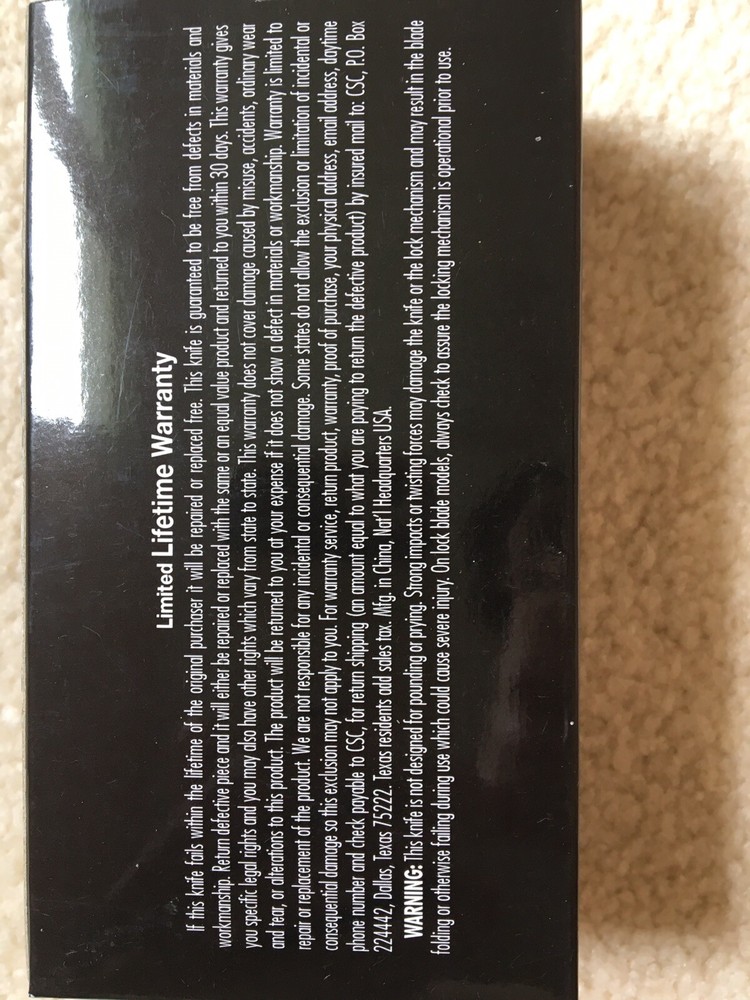 Limited Lifetime Warranty
If this knife fails within the lifetime of the original purchaser it will be repaired or replaced free. This knife is guaranteed to be free from defects in materials and
workmanship. Return defective piece and it will either be repaired or replaced with the same or an equal value product and returned to you within 30 days. This warranty gives
you specific legal rights and you may also have other rights which vary from state to state. This warranty does not cover damage caused by misuse, accidents, ordinary wear
and tear, or alterations to this product. The product will be returned to you at your expense if it does not show a defect in materials or workmanship. Warranty is limited to
repair or replacement of the product. We are not responsible for any incidental or consequential damage. Some states do not allow the exclusion or limitation of incidental or
consequential damage so this exclusion may not apply to you. For warranty service, return product, warranty, proof of purchase, your physical address, email address, daytime
phone number and check payable to CSC, for return shipping (an amount equal to what you are paying to return the defective product) by insured mail to: CSC, P.O. Box
224442, Dallas, Texas 75222. Texas residents add sales tax. Mfg. in China, Nat'l Headquarters USA.
WARNING: This knife is not designed for pounding or prying. Strong impacts or twisting forces may damage the knife or the lock mechanism and may result in the blade
folding or otherwise failing during use which could cause severe injury. On lock blade models, always check to assure the locking mechanism is operational prior to use.